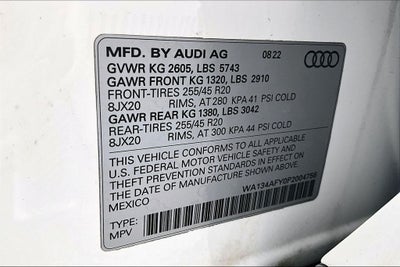 MFD. BY AUDI AG 08/22
GVWR KG 2605, LBS 5743
GAWR FRONT KG 1320, LBS 2910
FRONT-TIRES 255/45 R20
8JX20 RIMS, AT 280 KPA 41 PSI COLD
GAWR REAR KG 1380, LBS 3042
REAR-TIRES 255/45 R20
8JX20 RIMS, AT 300 KPA 44 PSI COLD
THIS VEHICLE CONFORMS TO ALL APPLICABLE
U.S. FEDERAL MOTOR VEHICLE SAFETY AND
THEFT PREVENTION STANDARDS IN EFFECT ON
THE DATE OF MANUFACTURE SHOWN ABOVE.
MEXICO
WA134AFY0P2004756
TYPE:
MPV